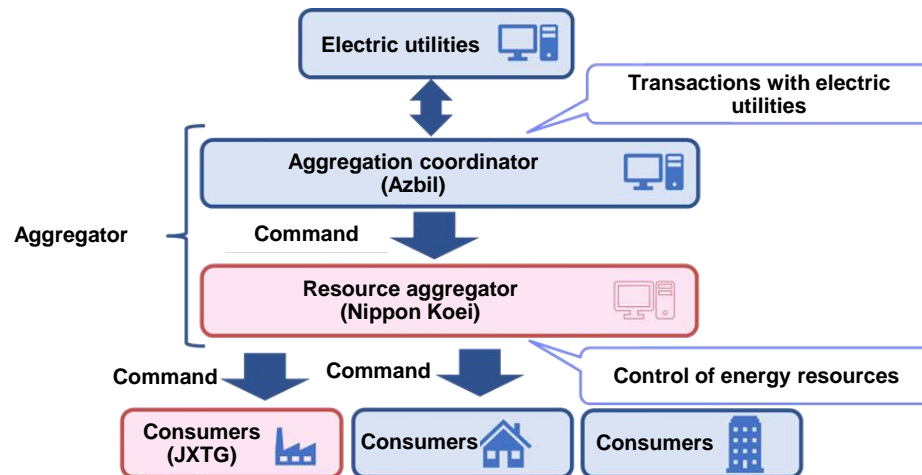 Electric utilities
Transactions with electric
utilities
Aggregation coordinator
(Azbil)
Aggregator
Command
Resource aggregator
(Nippon Koei)
Command
Command
Control of energy resources
Consumers
(JXTG)
Consumers
Consumers